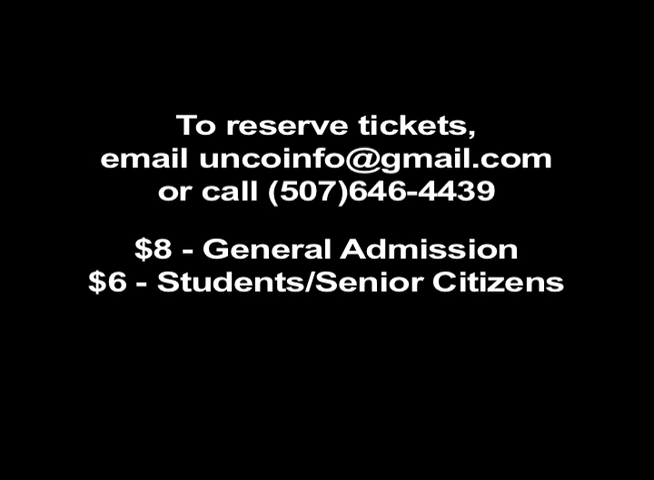 To reserve tickets,
email uncoinfo@gmail.com
or call (507)646-4439
$8 - General Admission
$6 - Students/Senior Citizens